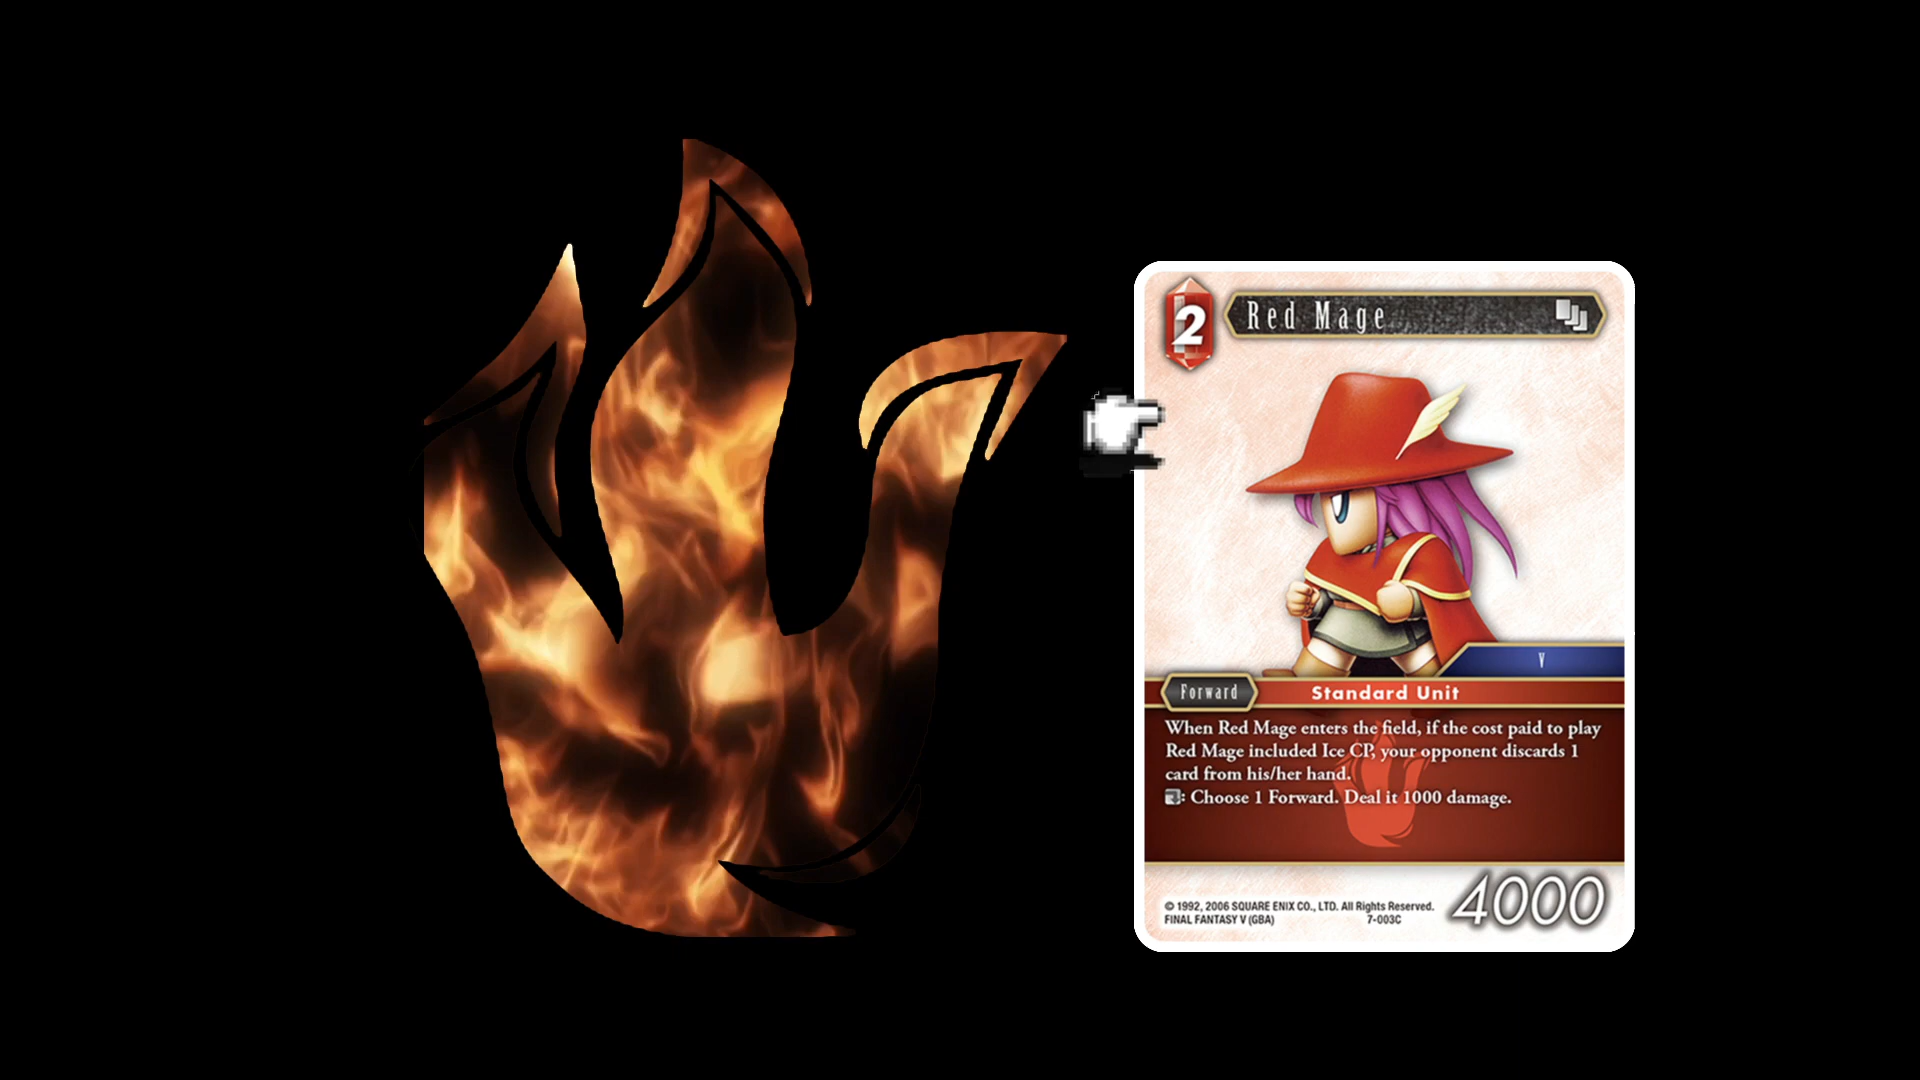 2
Red Mage
V
Forward
Standard Unit
When Red Mage enters the field, if the cost paid to play
Red Mage included Ice CP, your opponent discards 1
card from his/her hand.
: Choose 1 Forward. Deal it 1000 damage.
4000
© 1992, 2006 SQUARE ENIX CO., LTD. All Rights Reserved.
FINAL FANTASY V (GBA) 7-003C